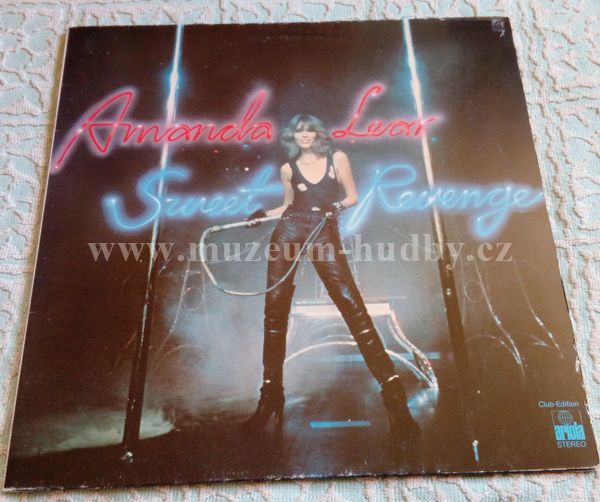 Amanda Lear
Sweet Revenge
www.muzeum-hudby.cz
Club-Edition
ariola
STEREO